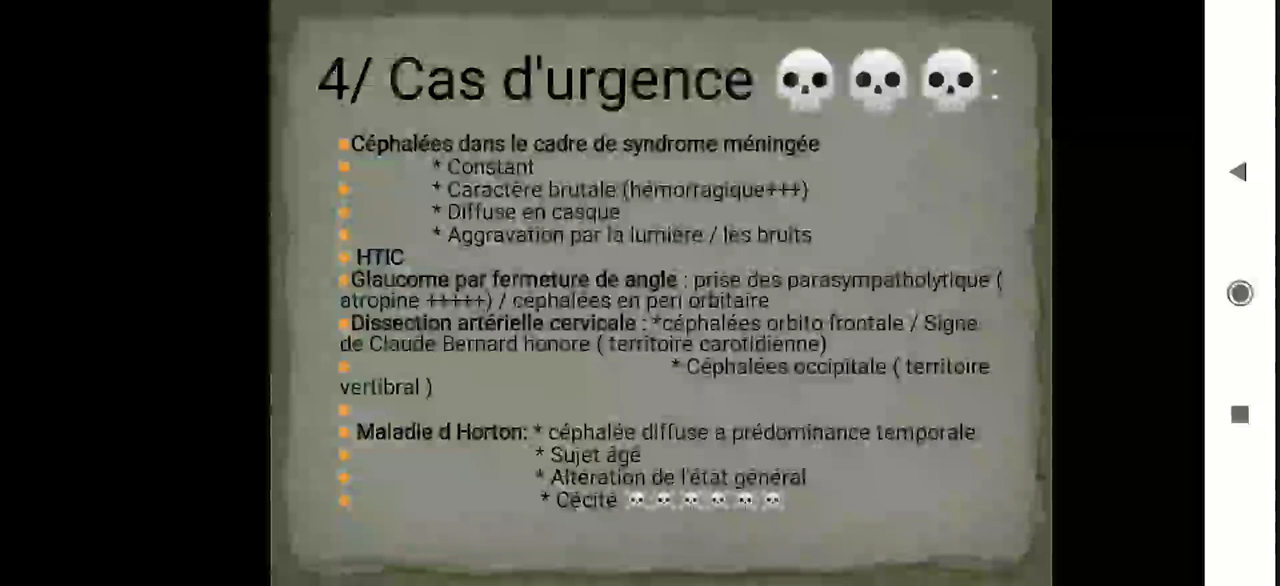 4/ Cas d'urgence 💀💀💀:
Céphalées dans le cadre de syndrome méningée
* Constant
* Caractère brutale (hémorragique+++)
* Diffuse en casque
* Aggravation par la lumière / les bruits
HTIC
Glaucome par fermeture de angle : prise des parasympatholytique (
atropine +++++) / céphalées en peri orbitaire
Dissection artérielle cervicale : *céphalées orbito frontale / Signe
de Claude Bernard honore ( territoire carotidienne)
* Céphalées occipitale ( territoire
vertibral )
Maladie d Horton: * céphalée diffuse a prédominance temporale
* Sujet âgé
* Altération de l'état général
* Cécité 💀💀💀💀💀💀